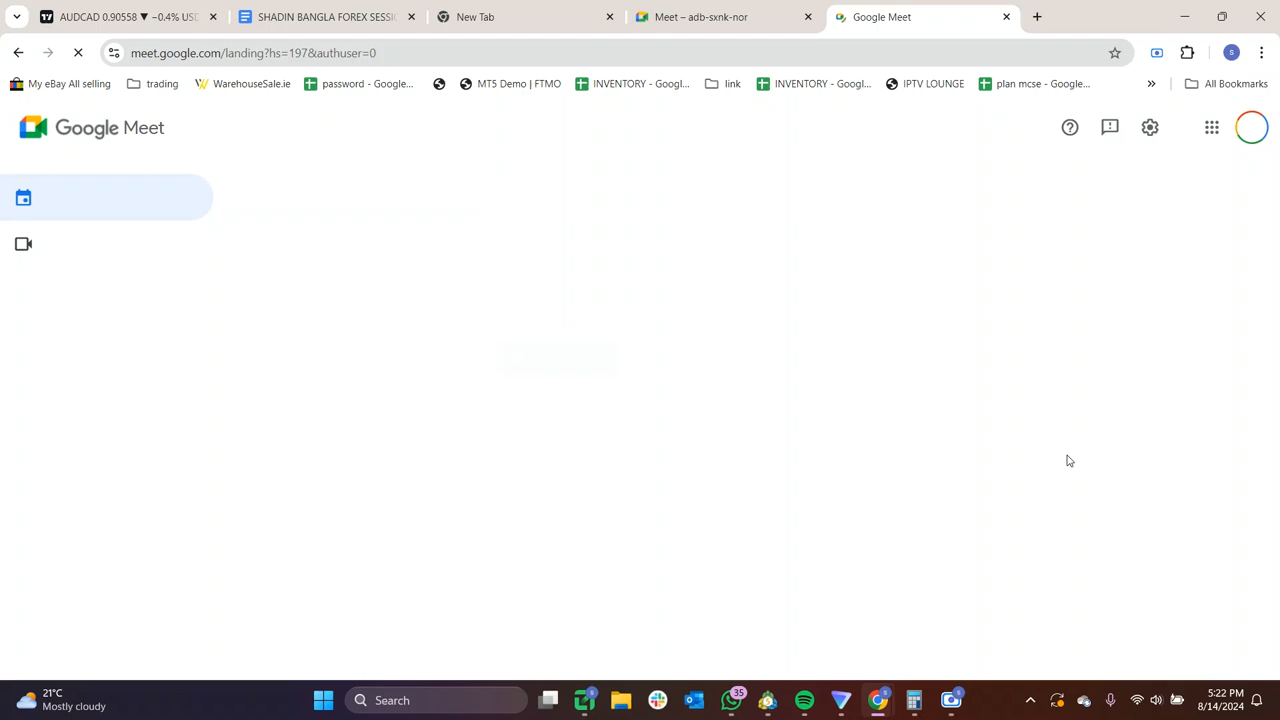 AUDCAD 0.90558 ▼ −0.4% USD
SHADIN BANGLA FOREX SESSI
New Tab
Meet – adb-sxnk-nor
Google Meet
meet.google.com/landing?hs=197&authuser=0
S
My eBay All selling
trading
WarehouseSale.ie
password - Google...
MT5 Demo | FTMO
INVENTORY - Googl...
link
INVENTORY - Googl...
IPTV LOUNGE
plan mcse - Google...
All Bookmarks
Google Meet
21°C
Mostly cloudy
Search
35
5:22 PM
8/14/2024